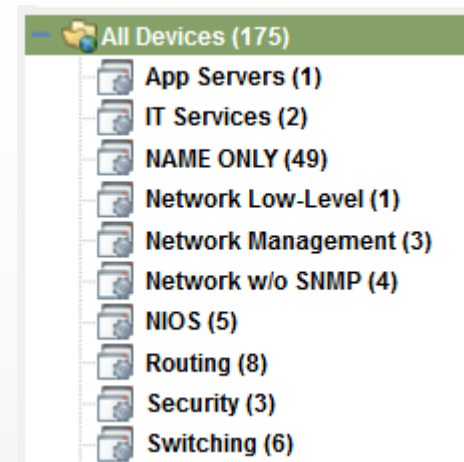 All Devices (175)
App Servers (1)
IT Services (2)
NAME ONLY (49)
Network Low-Level (1)
Network Management (3)
Network w/o SNMP (4)
NIOS (5)
Routing (8)
Security (3)
Switching (6)